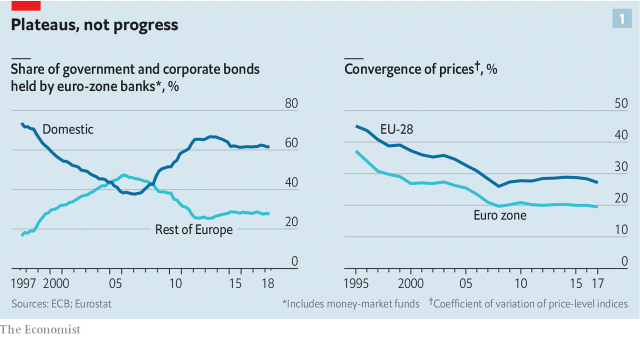 Plateaus, not progress
1
Share of government and corporate bonds
held by euro-zone banks*, %
80
60
40
20
0
Domestic
Rest of Europe
1997 2000 05 10 15 18
Convergence of prices†, %
50
40
30
20
10
0
EU-28
Euro zone
1995 2000 05 10 15 17
Sources: ECB; Eurostat
*Includes money-market funds †Coefficient of variation of price-level indices
The Economist